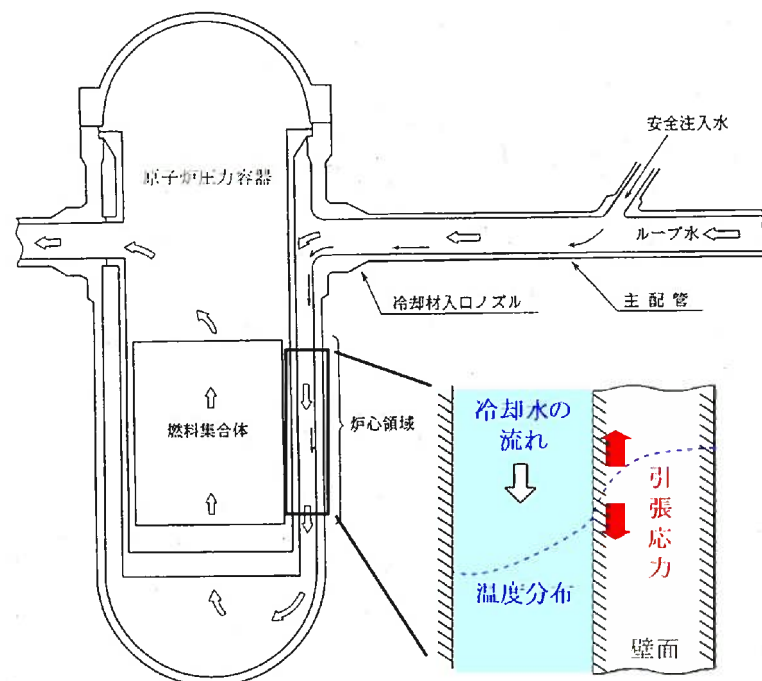 安全注入水
原子炉圧力容器
ループ水
冷却材入口ノズル
主配管
炉心領域
燃料集合体
冷却水の
流れ
引張応力
温度分布
壁面